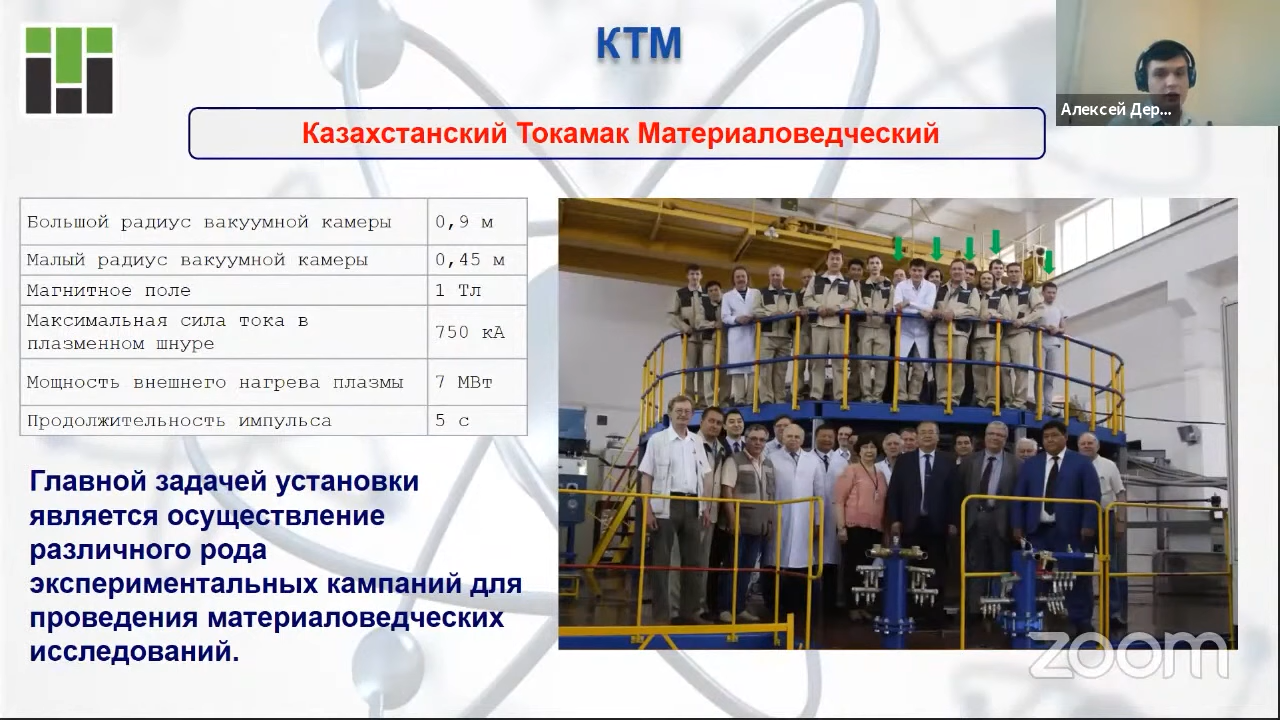 КТМ
Алексей Дер...
Казахстанский Токамак Материаловедческий
Большой радиус вакуумной камеры 0,9 м
Малый радиус вакуумной камеры 0,45 м
Магнитное поле 1 Тл
Максимальная сила тока в
плазменном шнуре 750 кА
Мощность внешнего нагрева плазмы 7 МВт
Продолжительность импульса 5 с
Главной задачей установки
является осуществление
различного рода
экспериментальных кампаний для
проведения материаловедческих
исследований.
zoom